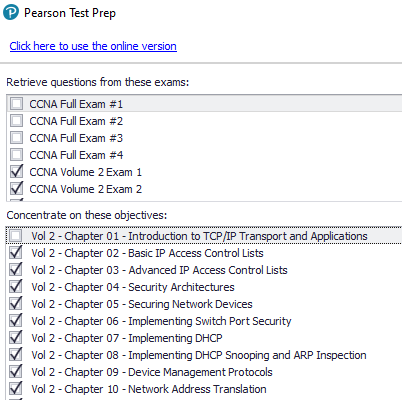 Pearson Test Prep
Click here to use the online version
Retrieve questions from these exams:
CCNA Full Exam #1
CCNA Full Exam #2
CCNA Full Exam #3
CCNA Full Exam #4
CCNA Volume 2 Exam 1
CCNA Volume 2 Exam 2
Concentrate on these objectives:
Vol 2 - Chapter 01 - Introduction to TCP/IP Transport and Applications
Vol 2 - Chapter 02 - Basic IP Access Control Lists
Vol 2 - Chapter 03 - Advanced IP Access Control Lists
Vol 2 - Chapter 04 - Security Architectures
Vol 2 - Chapter 05 - Securing Network Devices
Vol 2 - Chapter 06 - Implementing Switch Port Security
Vol 2 - Chapter 07 - Implementing DHCP
Vol 2 - Chapter 08 - Implementing DHCP Snooping and ARP Inspection
Vol 2 - Chapter 09 - Device Management Protocols
Vol 2 - Chapter 10 - Network Address Translation